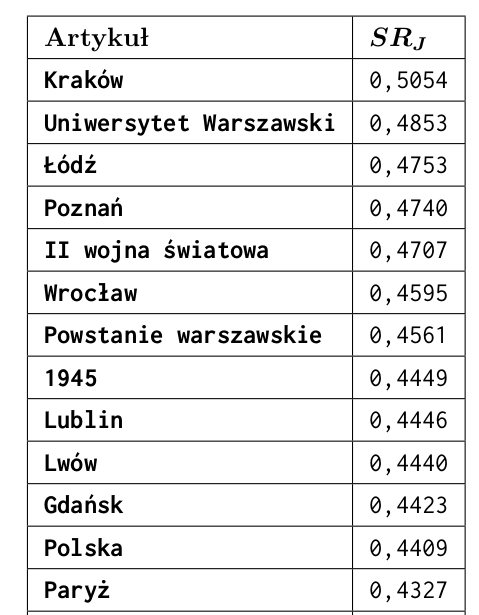 Artykuł SR_J
Kraków 0,5054
Uniwersytet Warszawski 0,4853
Łódź 0,4753
Poznań 0,4740
II wojna światowa 0,4707
Wrocław 0,4595
Powstanie warszawskie 0,4561
1945 0,4449
Lublin 0,4446
Lwów 0,4440
Gdańsk 0,4423
Polska 0,4409
Paryż 0,4327